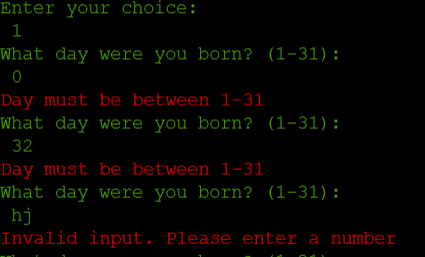 Enter your choice:
1
What day were you born? (1-31):
0
Day must be between 1-31
What day were you born? (1-31):
32
Day must be between 1-31
What day were you born? (1-31):
hj
Invalid input. Please enter a number